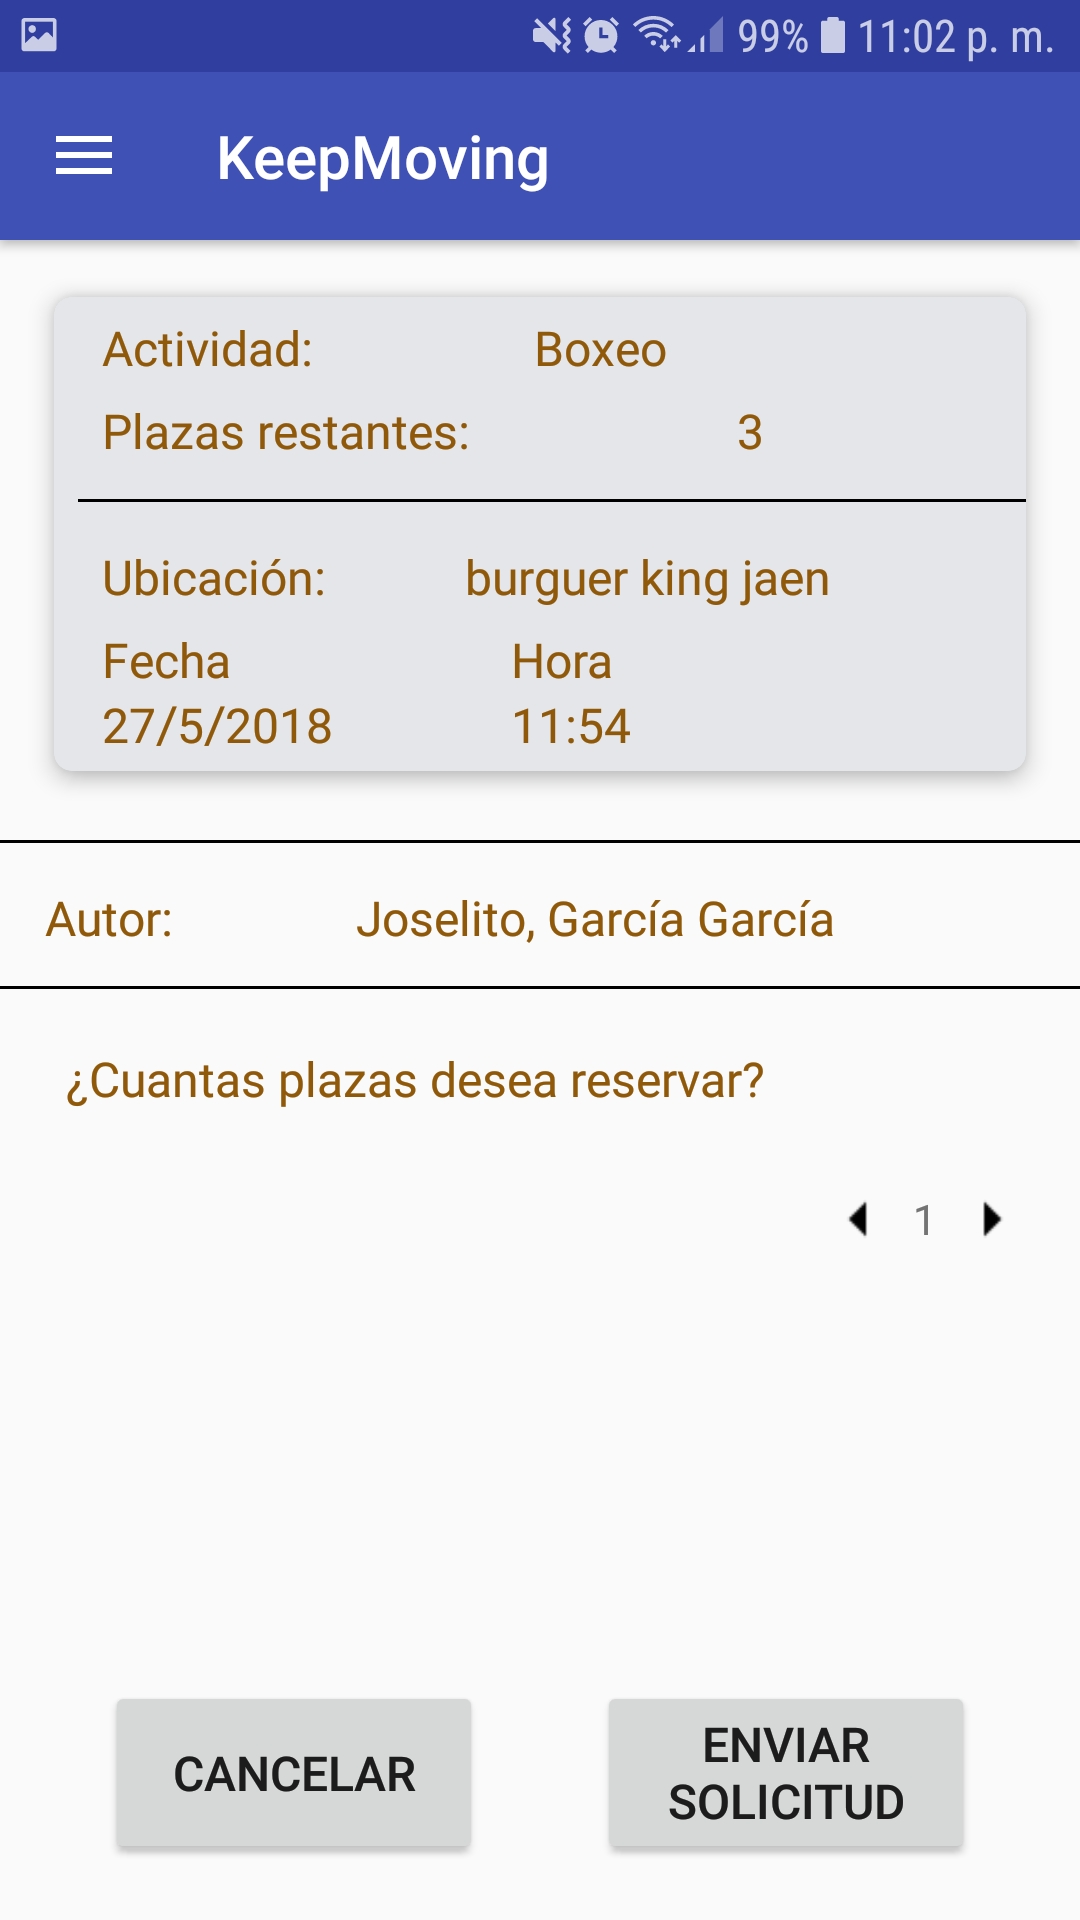 99% 11:02 p. m.
KeepMoving
Actividad: Boxeo
Plazas restantes: 3
Ubicación: burguer king jaen
Fecha Hora
27/5/2018 11:54
Autor: Joselito, García García
¿Cuantas plazas desea reservar?
1
CANCELAR
ENVIAR
SOLICITUD